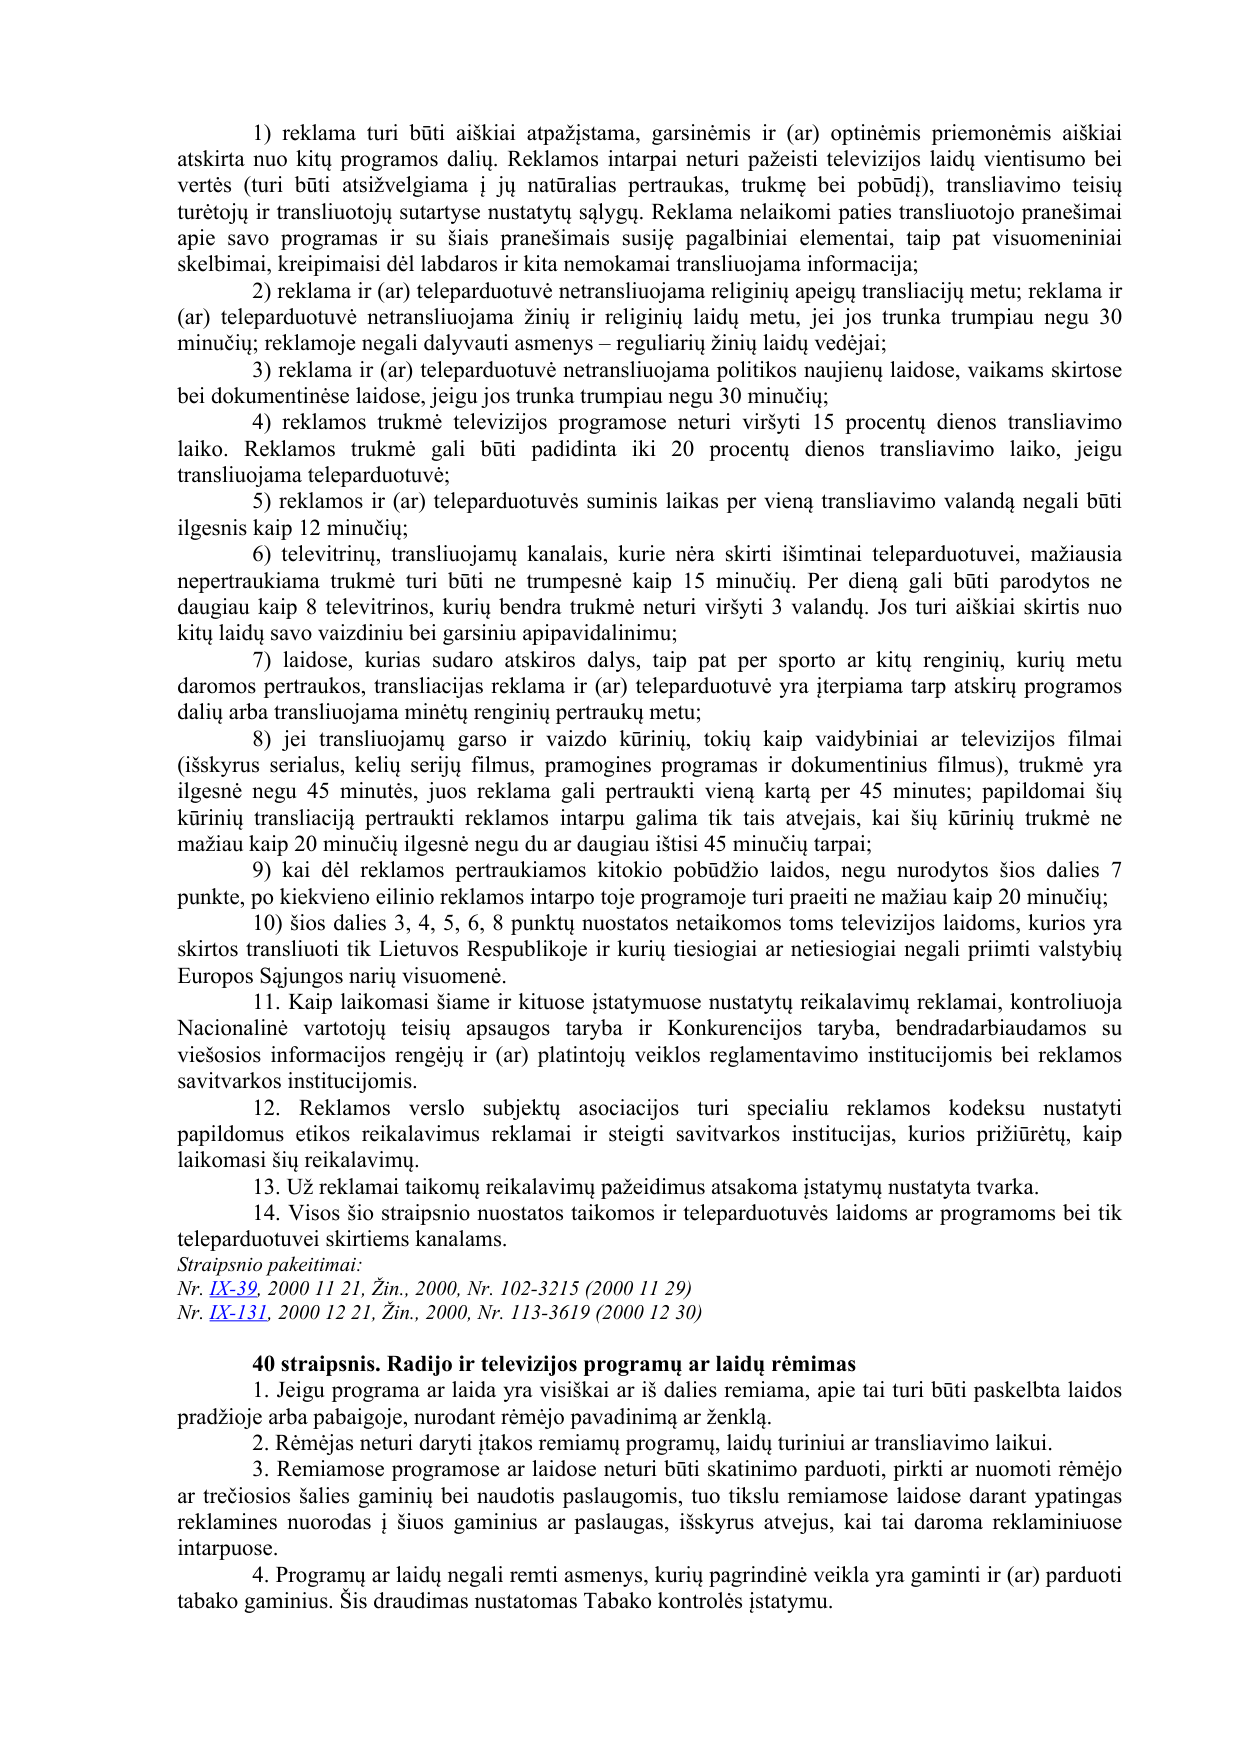 1) reklama turi būti aiškiai atpažįstama, garsinėmis ir (ar) optinėmis priemonėmis aiškiai
atskirta nuo kitų programos dalių. Reklamos intarpai neturi pažeisti televizijos laidų vientisumo bei
vertės (turi būti atsižvelgiama į jų natūralias pertraukas, trukmę bei pobūdį), transliavimo teisių
turėtojų ir transliuotojų sutartyse nustatytų sąlygų. Reklama nelaikomi paties transliuotojo pranešimai
apie savo programas ir su šiais pranešimais susiję pagalbiniai elementai, taip pat visuomeniniai
skelbimai, kreipimaisi dėl labdaros ir kita nemokamai transliuojama informacija;
2) reklama ir (ar) teleparduotuvė netransliuojama religinių apeigų transliacijų metu; reklama ir
(ar) teleparduotuvė netransliuojama žinių ir religinių laidų metu, jei jos trunka trumpiau negu 30
minučių; reklamoje negali dalyvauti asmenys – reguliarių žinių laidų vedėjai;
3) reklama ir (ar) teleparduotuvė netransliuojama politikos naujienų laidose, vaikams skirtose
bei dokumentinėse laidose, jeigu jos trunka trumpiau negu 30 minučių;
4) reklamos trukmė televizijos programose neturi viršyti 15 procentų dienos transliavimo
laiko. Reklamos trukmė gali būti padidinta iki 20 procentų dienos transliavimo laiko, jeigu
transliuojama teleparduotuvė;
5) reklamos ir (ar) teleparduotuvės suminis laikas per vieną transliavimo valandą negali būti
ilgesnis kaip 12 minučių;
6) televitrinų, transliuojamų kanalais, kurie nėra skirti išimtinai teleparduotuvei, mažiausia
nepertraukiama trukmė turi būti ne trumpesnė kaip 15 minučių. Per dieną gali būti parodytos ne
daugiau kaip 8 televitrinos, kurių bendra trukmė neturi viršyti 3 valandų. Jos turi aiškiai skirtis nuo
kitų laidų savo vaizdiniu bei garsiniu apipavidalinimu;
7) laidose, kurias sudaro atskiros dalys, taip pat per sporto ar kitų renginių, kurių metu
daromos pertraukos, transliacijas reklama ir (ar) teleparduotuvė yra įterpiama tarp atskirų programos
dalių arba transliuojama minėtų renginių pertraukų metu;
8) jei transliuojamų garso ir vaizdo kūrinių, tokių kaip vaidybiniai ar televizijos filmai
(išskyrus serialus, kelių serijų filmus, pramogines programas ir dokumentinius filmus), trukmė yra
ilgesnė negu 45 minutės, juos reklama gali pertraukti vieną kartą per 45 minutes; papildomai šių
kūrinių transliaciją pertraukti reklamos intarpu galima tik tais atvejais, kai šių kūrinių trukmė ne
mažiau kaip 20 minučių ilgesnė negu du ar daugiau ištisi 45 minučių tarpai;
9) kai dėl reklamos pertraukiamos kitokio pobūdžio laidos, negu nurodytos šios dalies 7
punkte, po kiekvieno eilinio reklamos intarpo toje programoje turi praeiti ne mažiau kaip 20 minučių;
10) šios dalies 3, 4, 5, 6, 8 punktų nuostatos netaikomos toms televizijos laidoms, kurios yra
skirtos transliuoti tik Lietuvos Respublikoje ir kurių tiesiogiai ar netiesiogiai negali priimti valstybių
Europos Sąjungos narių visuomenė.
11. Kaip laikomasi šiame ir kituose įstatymuose nustatytų reikalavimų reklamai, kontroliuoja
Nacionalinė vartotojų teisių apsaugos taryba ir Konkurencijos taryba, bendradarbiaudamos su
viešosios informacijos rengėjų ir (ar) platintojų veiklos reglamentavimo institucijomis bei reklamos
savitvarkos institucijomis.
12. Reklamos verslo subjektų asociacijos turi specialiu reklamos kodeksu nustatyti
papildomus etikos reikalavimus reklamai ir steigti savitvarkos institucijas, kurios prižiūrėtų, kaip
laikomasi šių reikalavimų.
13. Už reklamai taikomų reikalavimų pažeidimus atsakoma įstatymų nustatyta tvarka.
14. Visos šio straipsnio nuostatos taikomos ir teleparduotuvės laidoms ar programoms bei tik
teleparduotuvei skirtiems kanalams.
Straipsnio pakeitimai:
Nr. IX-39, 2000 11 21, Žin., 2000, Nr. 102-3215 (2000 11 29)
Nr. IX-131, 2000 12 21, Žin., 2000, Nr. 113-3619 (2000 12 30)
40 straipsnis. Radijo ir televizijos programų ar laidų rėmimas
1. Jeigu programa ar laida yra visiškai ar iš dalies remiama, apie tai turi būti paskelbta laidos
pradžioje arba pabaigoje, nurodant rėmėjo pavadinimą ar ženklą.
2. Rėmėjas neturi daryti įtakos remiamų programų, laidų turiniui ar transliavimo laikui.
3. Remiamose programose ar laidose neturi būti skatinimo parduoti, pirkti ar nuomoti rėmėjo
ar trečiosios šalies gaminių bei naudotis paslaugomis, tuo tikslu remiamose laidose darant ypatingas
reklamines nuorodas į šiuos gaminius ar paslaugas, išskyrus atvejus, kai tai daroma reklaminiuose
intarpuose.
4. Programų ar laidų negali remti asmenys, kurių pagrindinė veikla yra gaminti ir (ar) parduoti
tabako gaminius. Šis draudimas nustatomas Tabako kontrolės įstatymu.